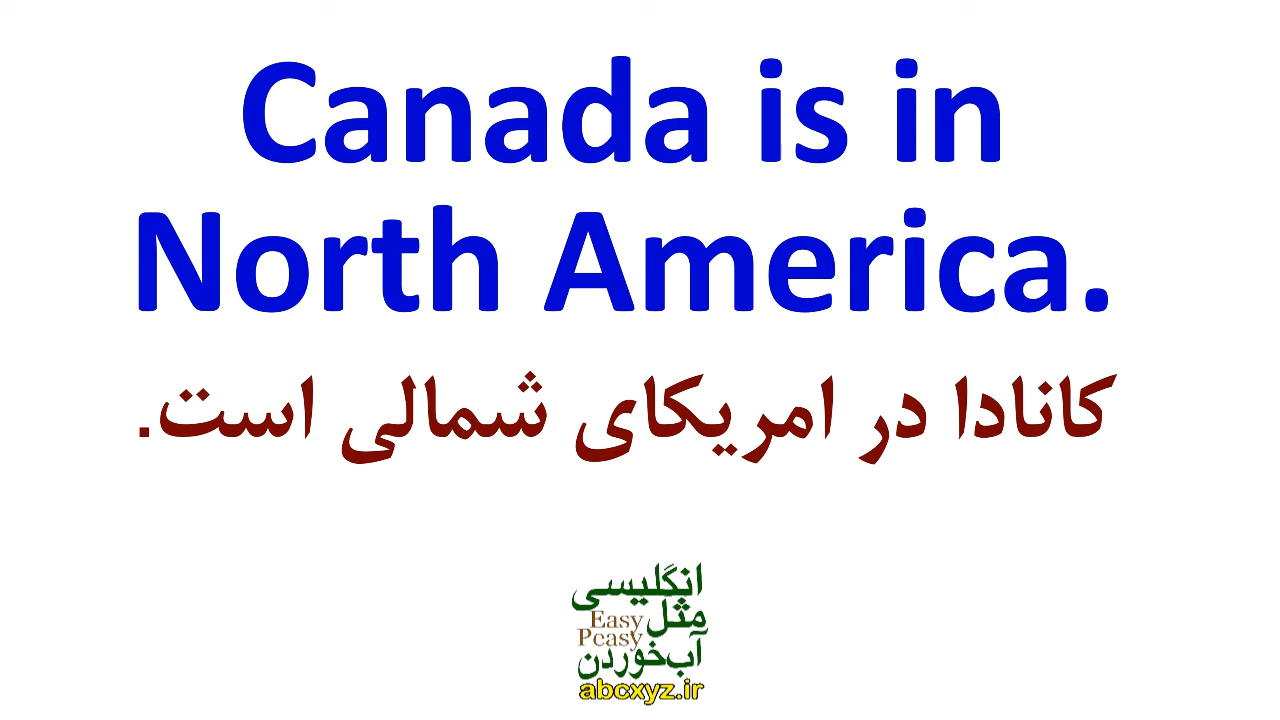 Canada is in
North America.
کانادا در امریکای شمالی است.
انگلیسی
مثل
Easy
Peasy
آب‌خوردن
abcxyz.ir